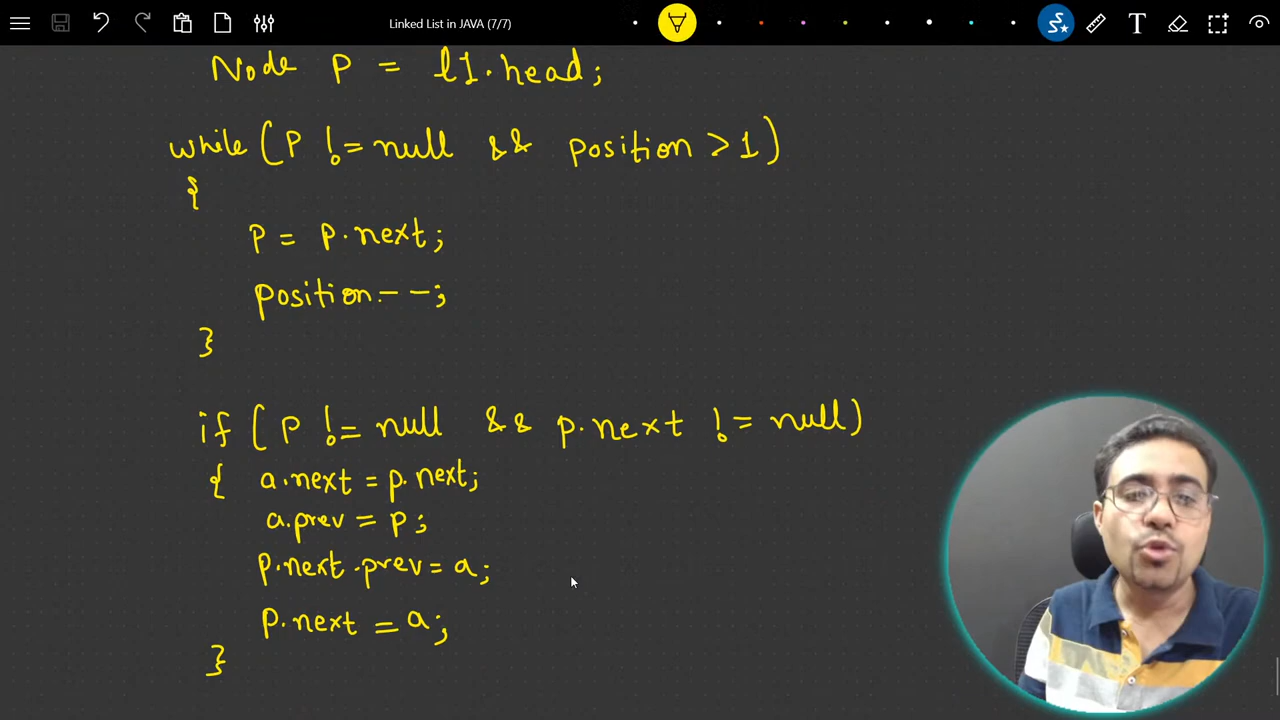 Linked List in JAVA (7/7)
T
Node P = l1.head;
while (P != null && position > 1)
{
P = p.next;
position--;
}
if (P != null && p.next != null)
{ a.next = p.next;
a.prev = p;
p.next.prev = a;
p.next = a;
}